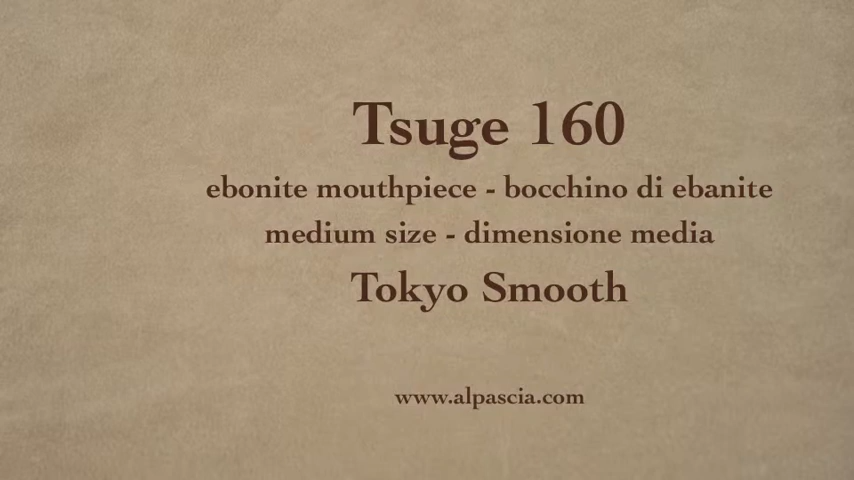 Tsuge 160
ebonite mouthpiece - bocchino di ebanite
medium size - dimensione media
Tokyo Smooth
www.alpascia.com